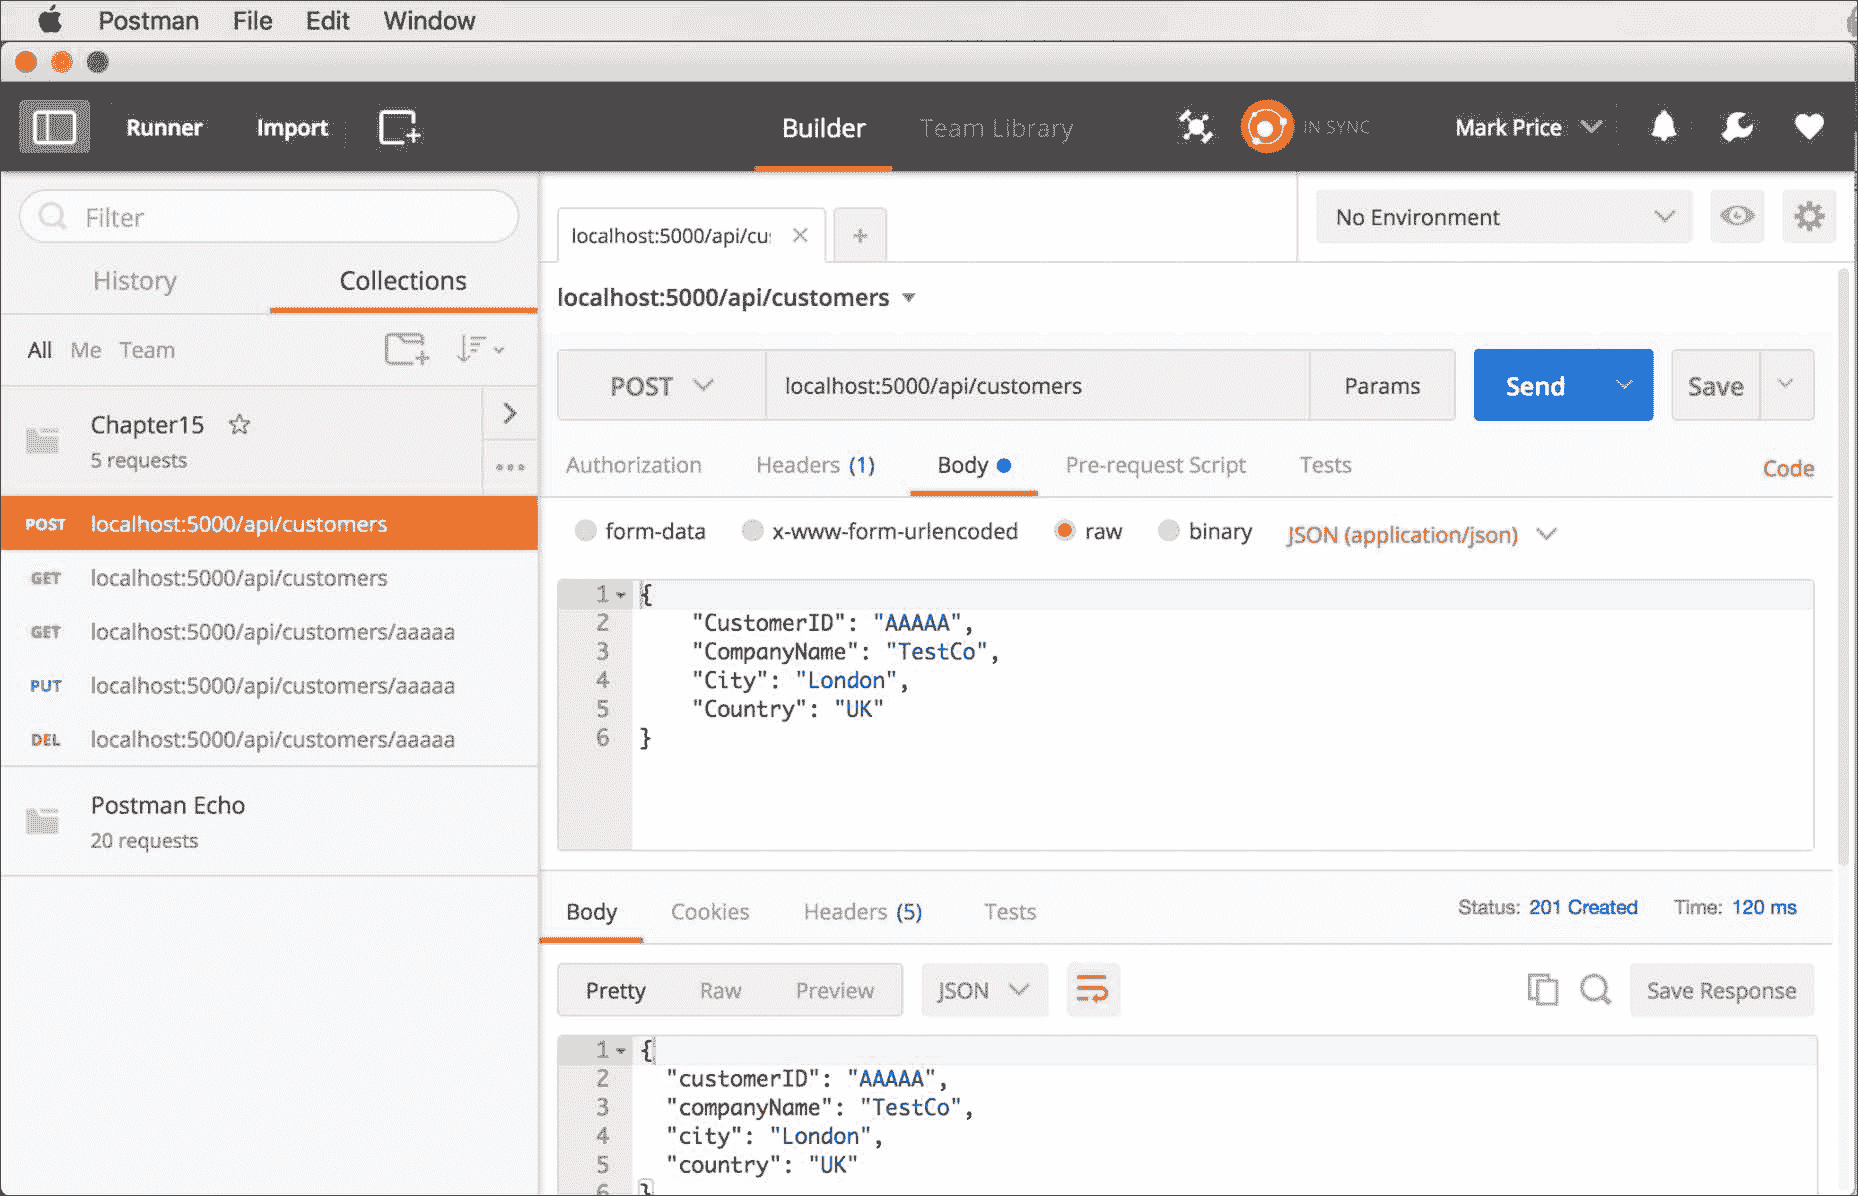 Postman File Edit Window
Runner Import Builder Team Library IN SYNC Mark Price
Filter
History Collections
All Me Team
Chapter15
5 requests
POST localhost:5000/api/customers
GET localhost:5000/api/customers
GET localhost:5000/api/customers/aaaaa
PUT localhost:5000/api/customers/aaaaa
DEL localhost:5000/api/customers/aaaaa
Postman Echo
20 requests
localhost:5000/api/cu
No Environment
localhost:5000/api/customers
POST localhost:5000/api/customers Params Send Save
Authorization Headers (1) Body Pre-request Script Tests Code
form-data x-www-form-urlencoded raw binary JSON (application/json)
1 {
2 "CustomerID": "AAAAA",
3 "CompanyName": "TestCo",
4 "City": "London",
5 "Country": "UK"
6 }
Body Cookies Headers (5) Tests Status: 201 Created Time: 120 ms
Pretty Raw Preview JSON Save Response
1 {
2 "customerID": "AAAAA",
3 "companyName": "TestCo",
4 "city": "London",
5 "country": "UK"
6 }